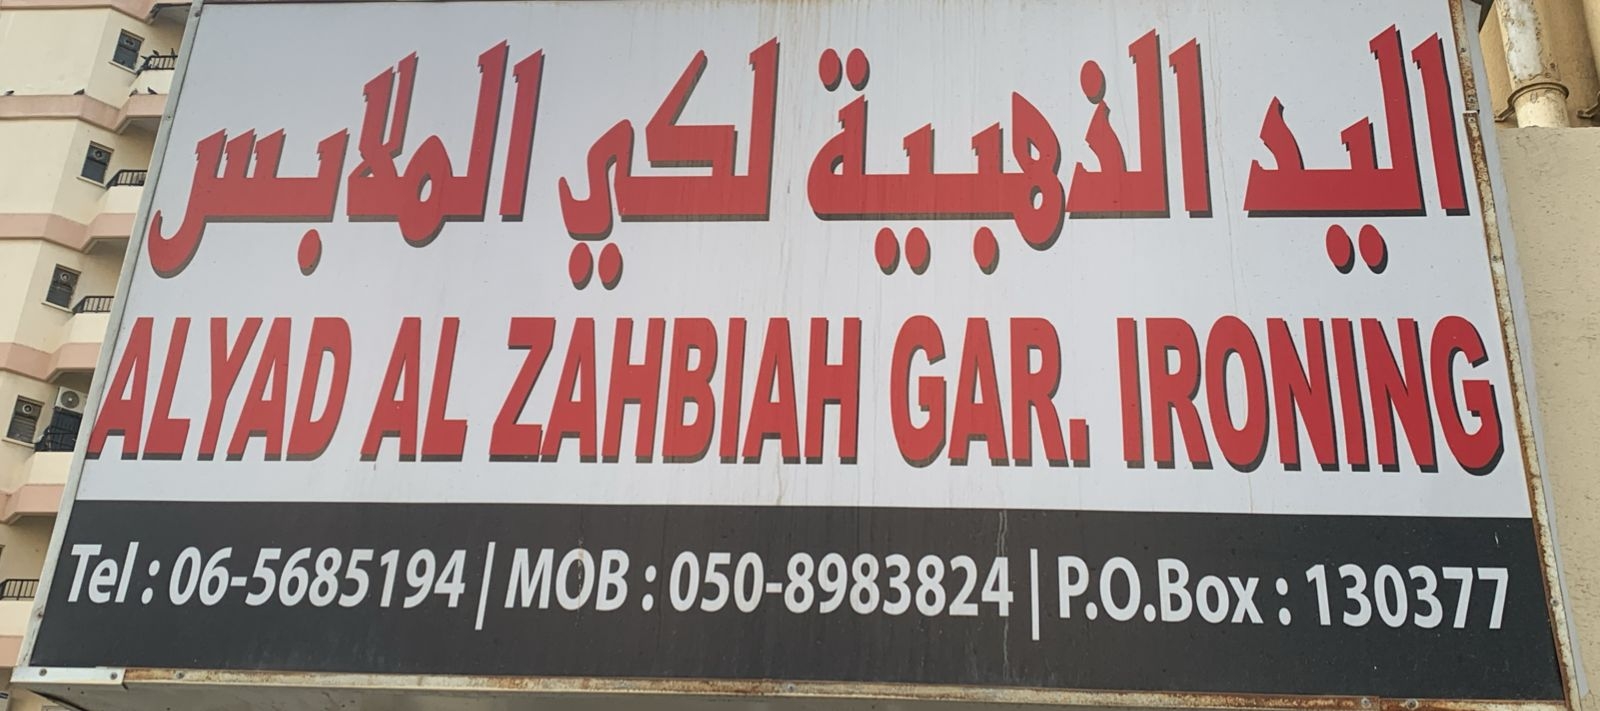 اليد الذهبية لكي الملابس
ALYAD AL ZAHBIAH GAR. IRONING
Tel : 06-5685194 | MOB : 050-8983824 | P.O.Box : 130377